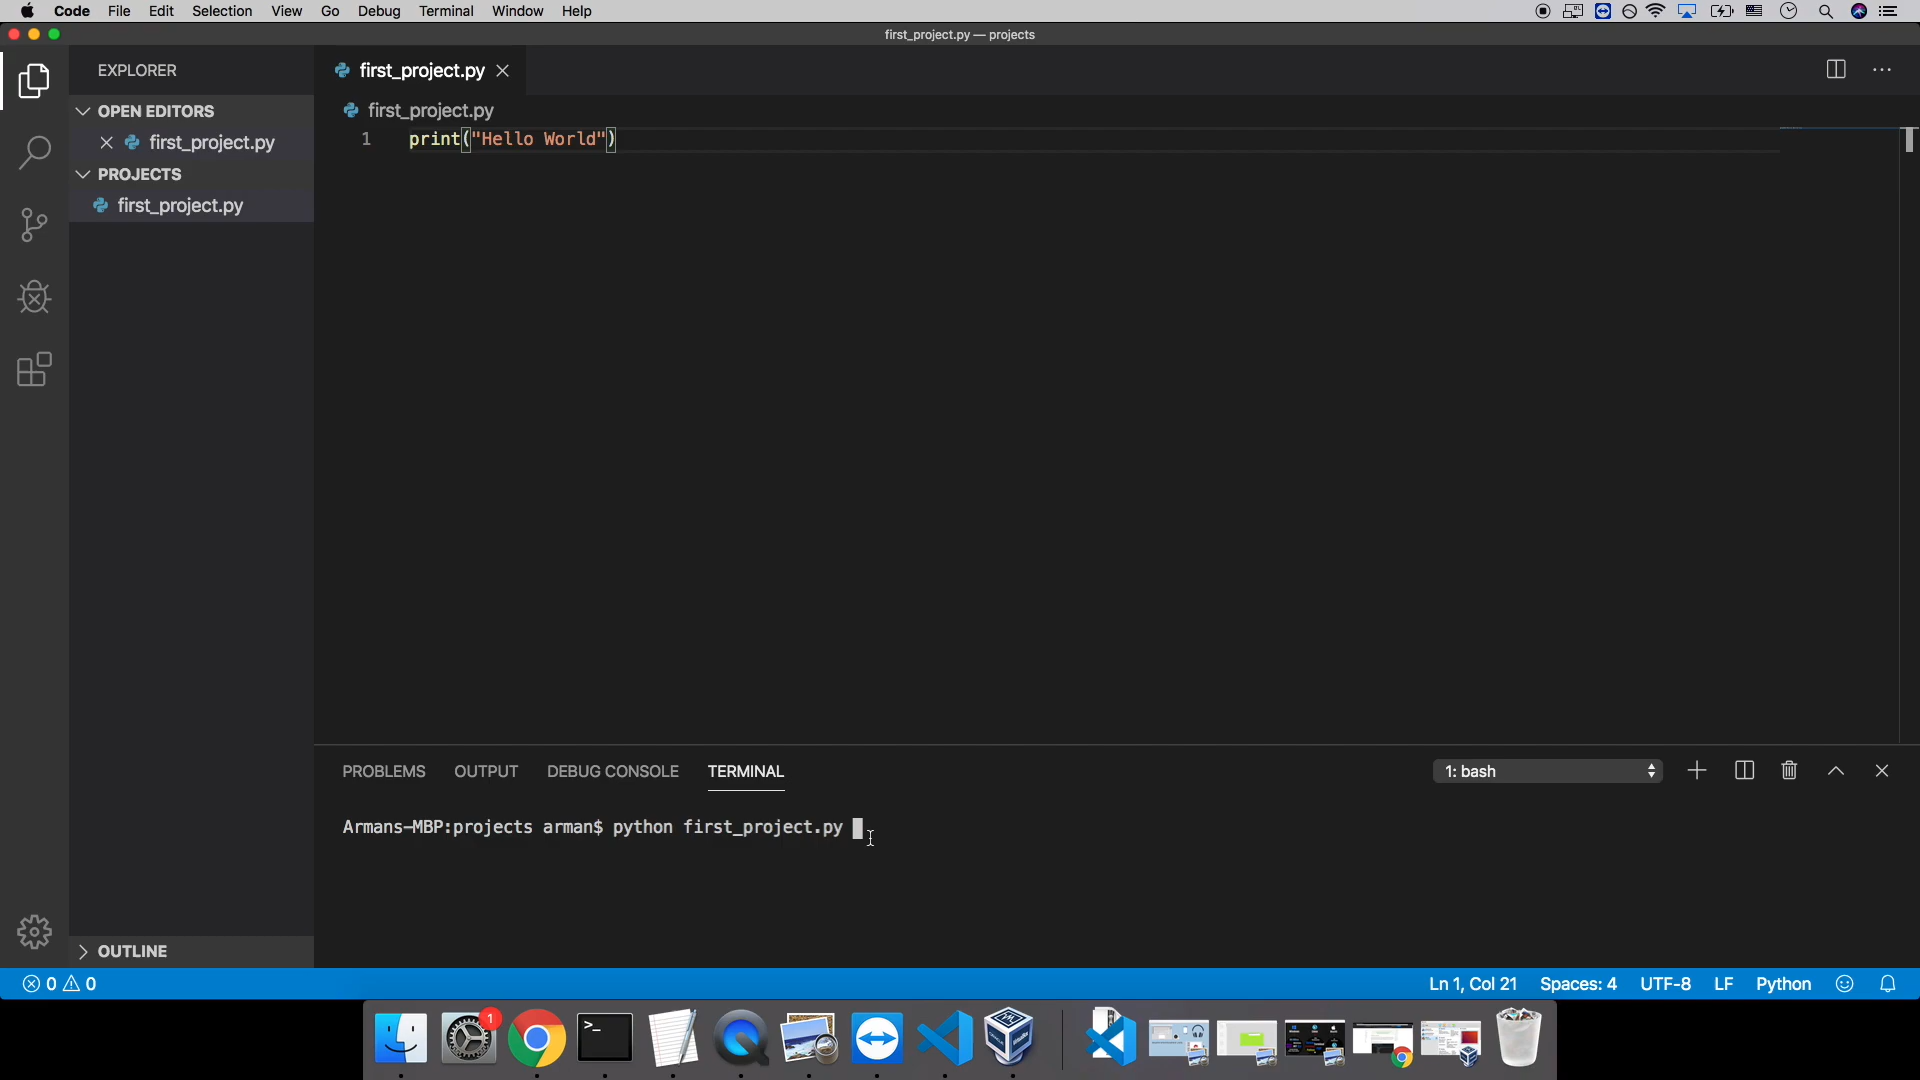 Code File Edit Selection View Go Debug Terminal Window Help
first_project.py — projects
EXPLORER
OPEN EDITORS
first_project.py
PROJECTS
first_project.py
OUTLINE
first_project.py
first_project.py
1 print("Hello World")
PROBLEMS OUTPUT DEBUG CONSOLE TERMINAL
1: bash
Armans-MBP:projects arman$ python first_project.py
0 0
Ln 1, Col 21 Spaces: 4 UTF-8 LF Python
1
>_